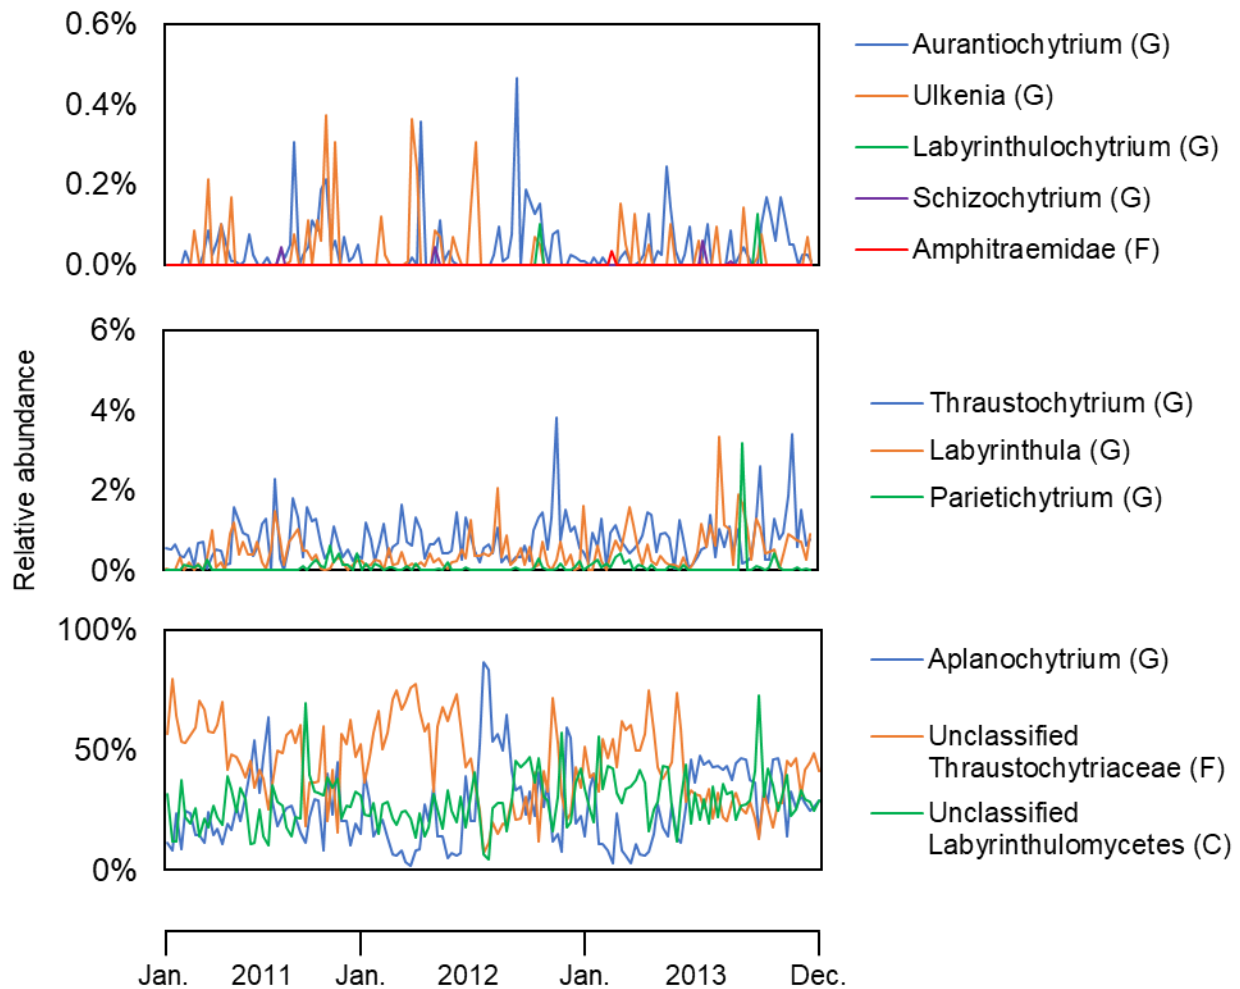 0.6%
0.4%
0.2%
0.0%
Aurantiochytrium (G)
Ulkenia (G)
Labyrinthulochytrium (G)
Schizochytrium (G)
Amphitraemidae (F)
Relative abundance
6%
4%
2%
0%
Thraustochytrium (G)
Labyrinthula (G)
Parietichytrium (G)
100%
50%
0%
Aplanochytrium (G)
Unclassified
Thraustochytriaceae (F)
Unclassified
Labyrinthulomycetes (C)
Jan. 2011 Jan. 2012 Jan. 2013 Dec.